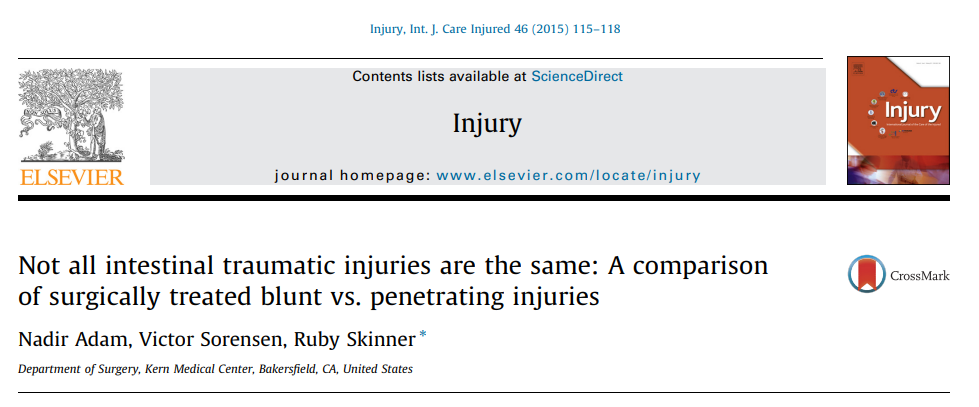 Injury, Int. J. Care Injured 46 (2015) 115–118
Contents lists available at ScienceDirect
Injury
journal homepage: www.elsevier.com/locate/injury
ELSEVIER
Injury
Not all intestinal traumatic injuries are the same: A comparison
of surgically treated blunt vs. penetrating injuries
CrossMark
Nadir Adam, Victor Sorensen, Ruby Skinner *
Department of Surgery, Kern Medical Center, Bakersfield, CA, United States